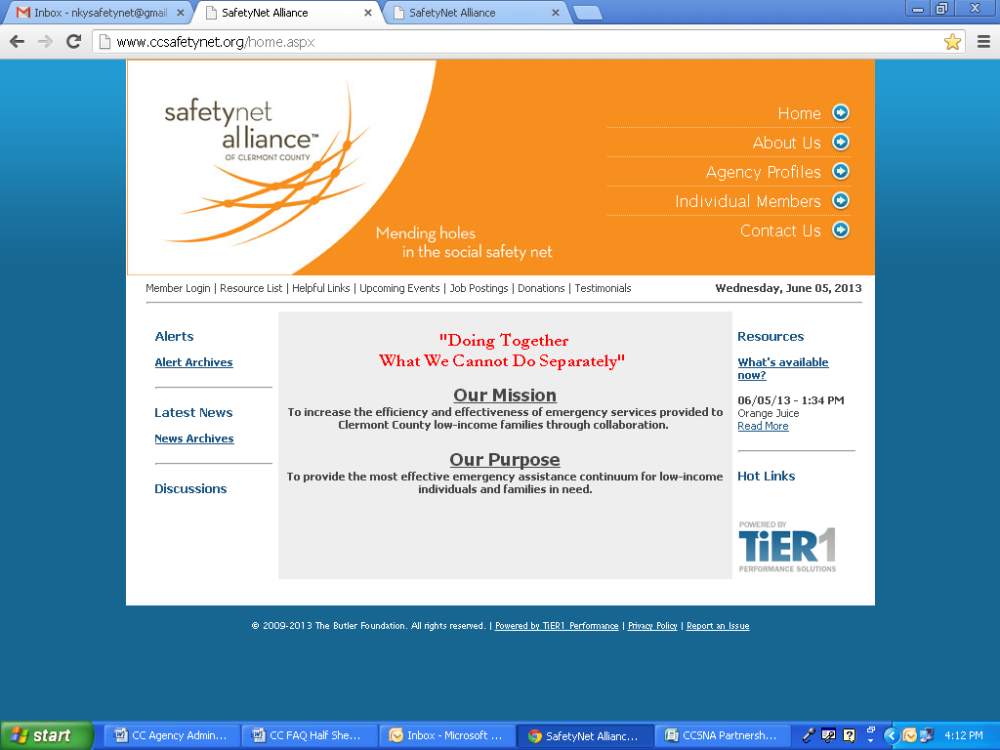 Inbox - nkysafetynet@gmail
SafetyNet Alliance
SafetyNet Alliance
www.ccsafetynet.org/home.aspx
safetynet
alliance™
OF CLERMONT COUNTY
Mending holes
in the social safety net
Home
About Us
Agency Profiles
Individual Members
Contact Us
Member Login | Resource List | Helpful Links | Upcoming Events | Job Postings | Donations | Testimonials
Wednesday, June 05, 2013
Alerts
Alert Archives
Latest News
News Archives
Discussions
"Doing Together
What We Cannot Do Separately"
Our Mission
To increase the efficiency and effectiveness of emergency services provided to
Clermont County low-income families through collaboration.
Our Purpose
To provide the most effective emergency assistance continuum for low-income
individuals and families in need.
Resources
What's available
now?
06/05/13 - 1:34 PM
Orange Juice
Read More
Hot Links
POWERED BY
TiER1
PERFORMANCE SOLUTIONS
© 2009-2013 The Butler Foundation. All rights reserved. | Powered by TiER1 Performance | Privacy Policy | Report an Issue
start
CC Agency Admin...
CC FAQ Half She...
Inbox - Microsoft ...
SafetyNet Allianc...
CCSNA Partnersh...
4:12 PM